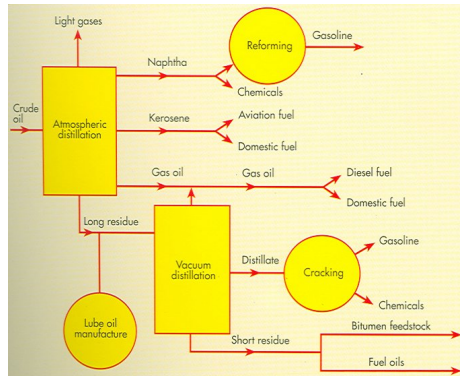 Light gases
Naphtha
Reforming
Gasoline
Chemicals
Crude
oil
Atmospheric
distillation
Kerosene
Aviation fuel
Domestic fuel
Gas oil
Gas oil
Diesel fuel
Domestic fuel
Long residue
Vacuum
distillation
Distillate
Cracking
Gasoline
Chemicals
Lube oil
manufacture
Short residue
Bitumen feedstock
Fuel oils